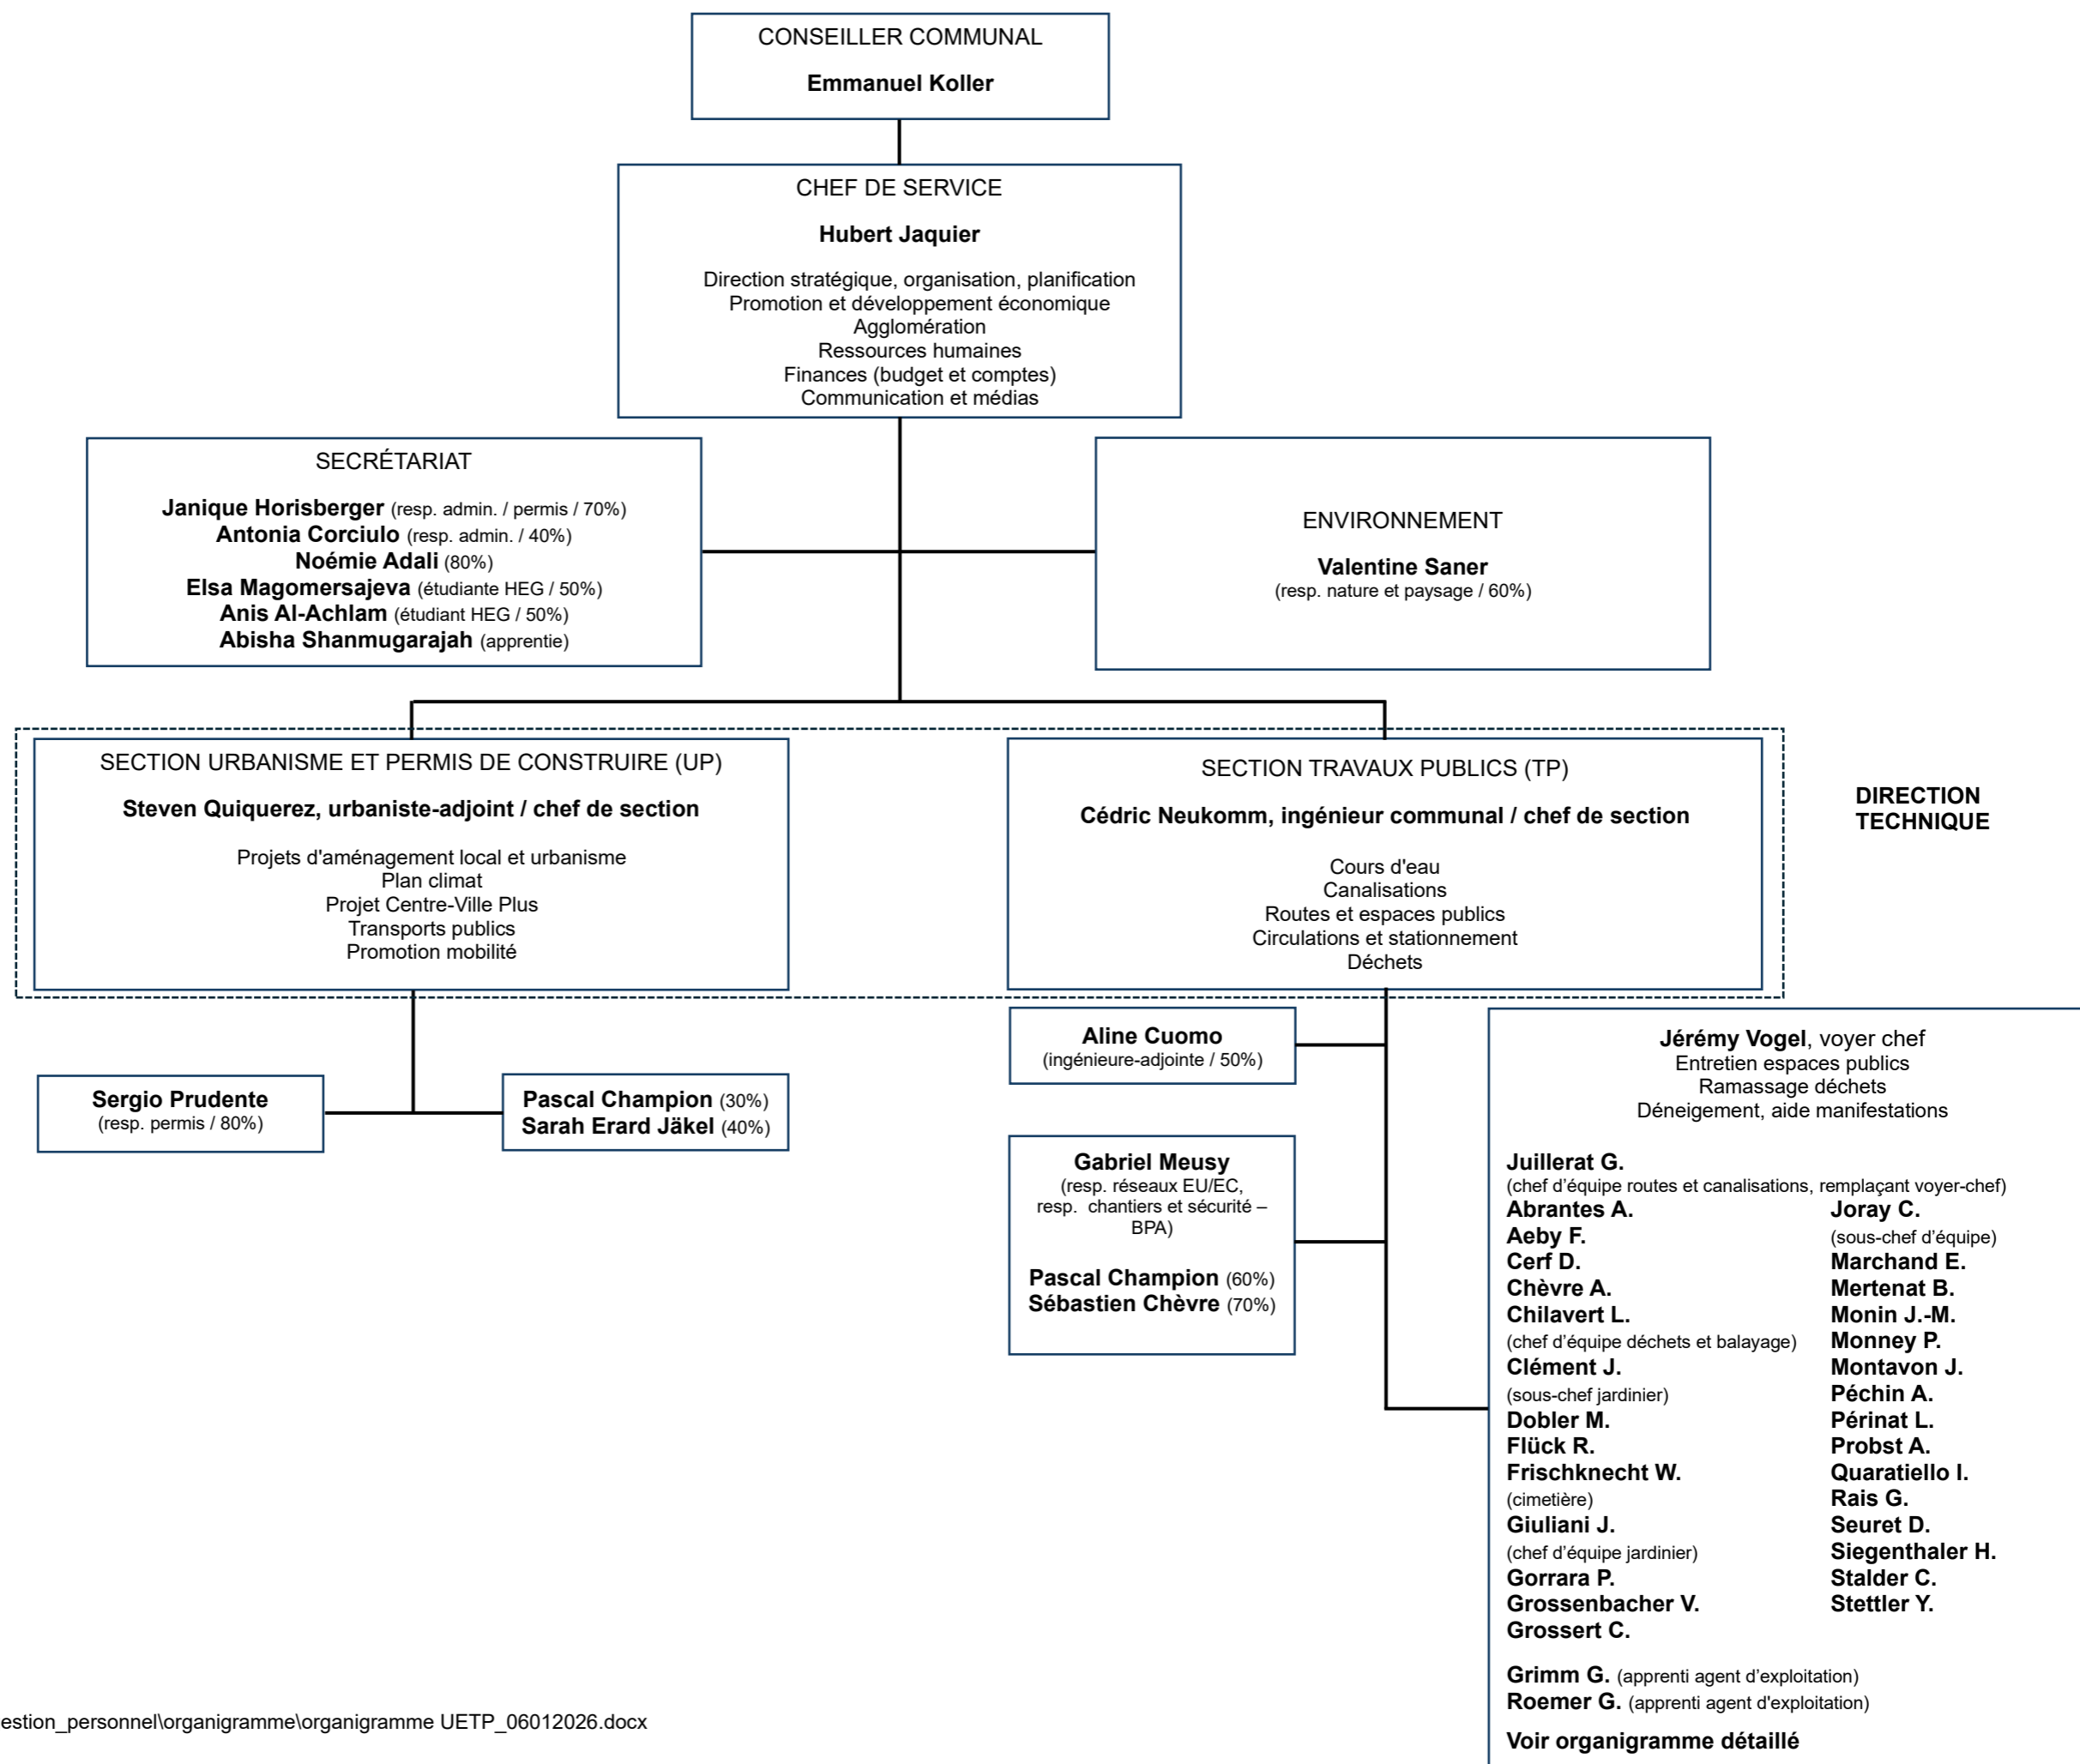 CONSEILLER COMMUNAL
Emmanuel Koller
CHEF DE SERVICE
Hubert Jaquier
Direction stratégique, organisation, planification
Promotion et développement économique
Agglomération
Ressources humaines
Finances (budget et comptes)
Communication et médias
SECRÉTARIAT
Janique Horisberger (resp. admin. / permis / 70%)
Antonia Corciulo (resp. admin. / 40%)
Noémie Adali (80%)
Elsa Magomersajeva (étudiante HEG / 50%)
Anis Al-Achlam (étudiant HEG / 50%)
Abisha Shanmugarajah (apprentie)
ENVIRONNEMENT
Valentine Saner
(resp. nature et paysage / 60%)
SECTION URBANISME ET PERMIS DE CONSTRUIRE (UP)
Steven Quiquerez, urbaniste-adjoint / chef de section
Projets d'aménagement local et urbanisme
Plan climat
Projet Centre-Ville Plus
Transports publics
Promotion mobilité
SECTION TRAVAUX PUBLICS (TP)
Cédric Neukomm, ingénieur communal / chef de section
Cours d'eau
Canalisations
Routes et espaces publics
Circulations et stationnement
Déchets
DIRECTION
TECHNIQUE
Sergio Prudente
(resp. permis / 80%)
Pascal Champion (30%)
Sarah Erard Jäkel (40%)
Aline Cuomo
(ingénieure-adjointe / 50%)
Gabriel Meusy
(resp. réseaux EU/EC,
resp. chantiers et sécurité –
BPA)
Pascal Champion (60%)
Sébastien Chèvre (70%)
Jérémy Vogel, voyer chef
Entretien espaces publics
Ramassage déchets
Déneigement, aide manifestations
Juillerat G.
(chef d’équipe routes et canalisations, remplaçant voyer-chef)
Abrantes A.
Aeby F.
Cerf D.
Chèvre A.
Chilavert L.
(chef d’équipe déchets et balayage)
Clément J.
(sous-chef jardinier)
Dobler M.
Flück R.
Frischknecht W.
(cimetière)
Giuliani J.
(chef d’équipe jardinier)
Gorrara P.
Grossenbacher V.
Grossert C.
Joray C.
(sous-chef d’équipe)
Marchand E.
Mertenat B.
Monin J.-M.
Monney P.
Montavon J.
Péchin A.
Périnat L.
Probst A.
Quaratiello I.
Rais G.
Seuret D.
Siegenthaler H.
Stalder C.
Stettler Y.
Grimm G. (apprenti agent d’exploitation)
Roemer G. (apprenti agent d'exploitation)
Voir organigramme détaillé
estion_personnel\organigramme\organigramme UETP_06012026.docx